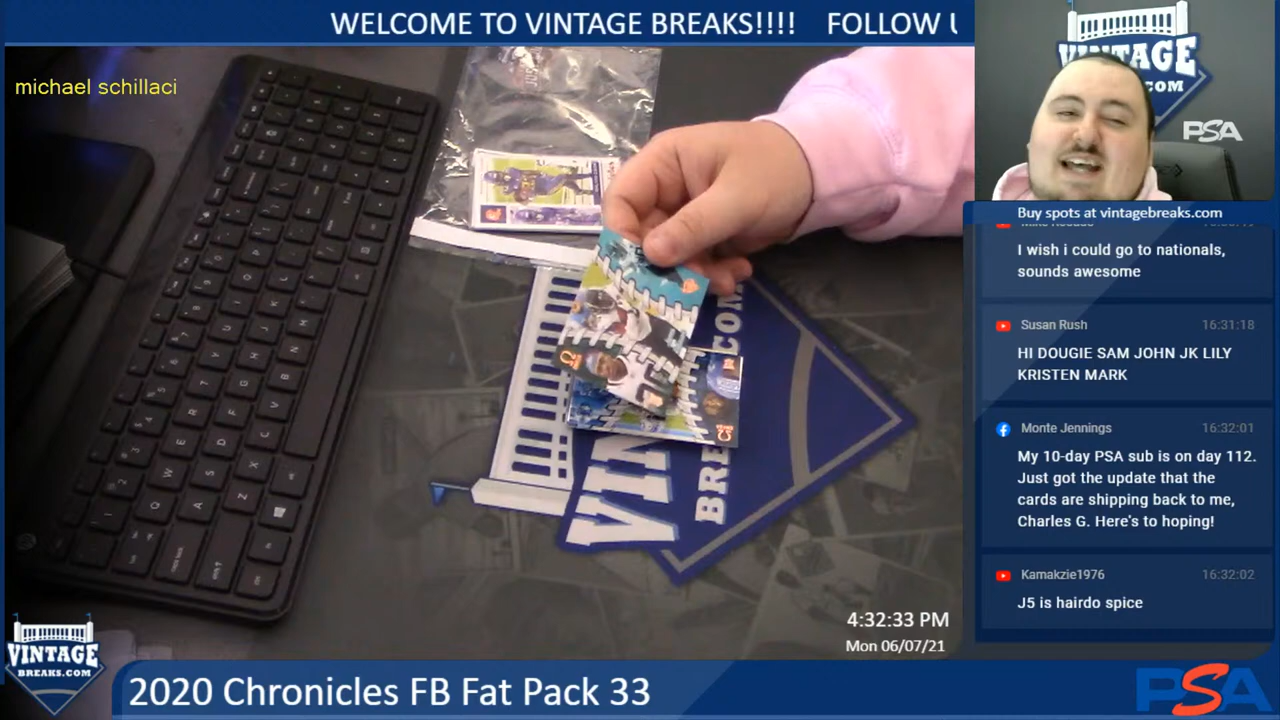 WELCOME TO VINTAGE BREAKS!!!! FOLLOW U
michael schillaci
VINTAGE
.COM
PSA
Buy spots at vintagebreaks.com
I wish i could go to nationals,
sounds awesome
Susan Rush 16:31:18
HI DOUGIE SAM JOHN JK LILY
KRISTEN MARK
Monte Jennings 16:32:01
My 10-day PSA sub is on day 112.
Just got the update that the
cards are shipping back to me,
Charles G. Here's to hoping!
Kamakzie1976 16:32:02
J5 is hairdo spice
VIN
BRE
COM
4:32:33 PM
Mon 06/07/21
VINTAGE
BREAKS.COM
2020 Chronicles FB Fat Pack 33
PSA